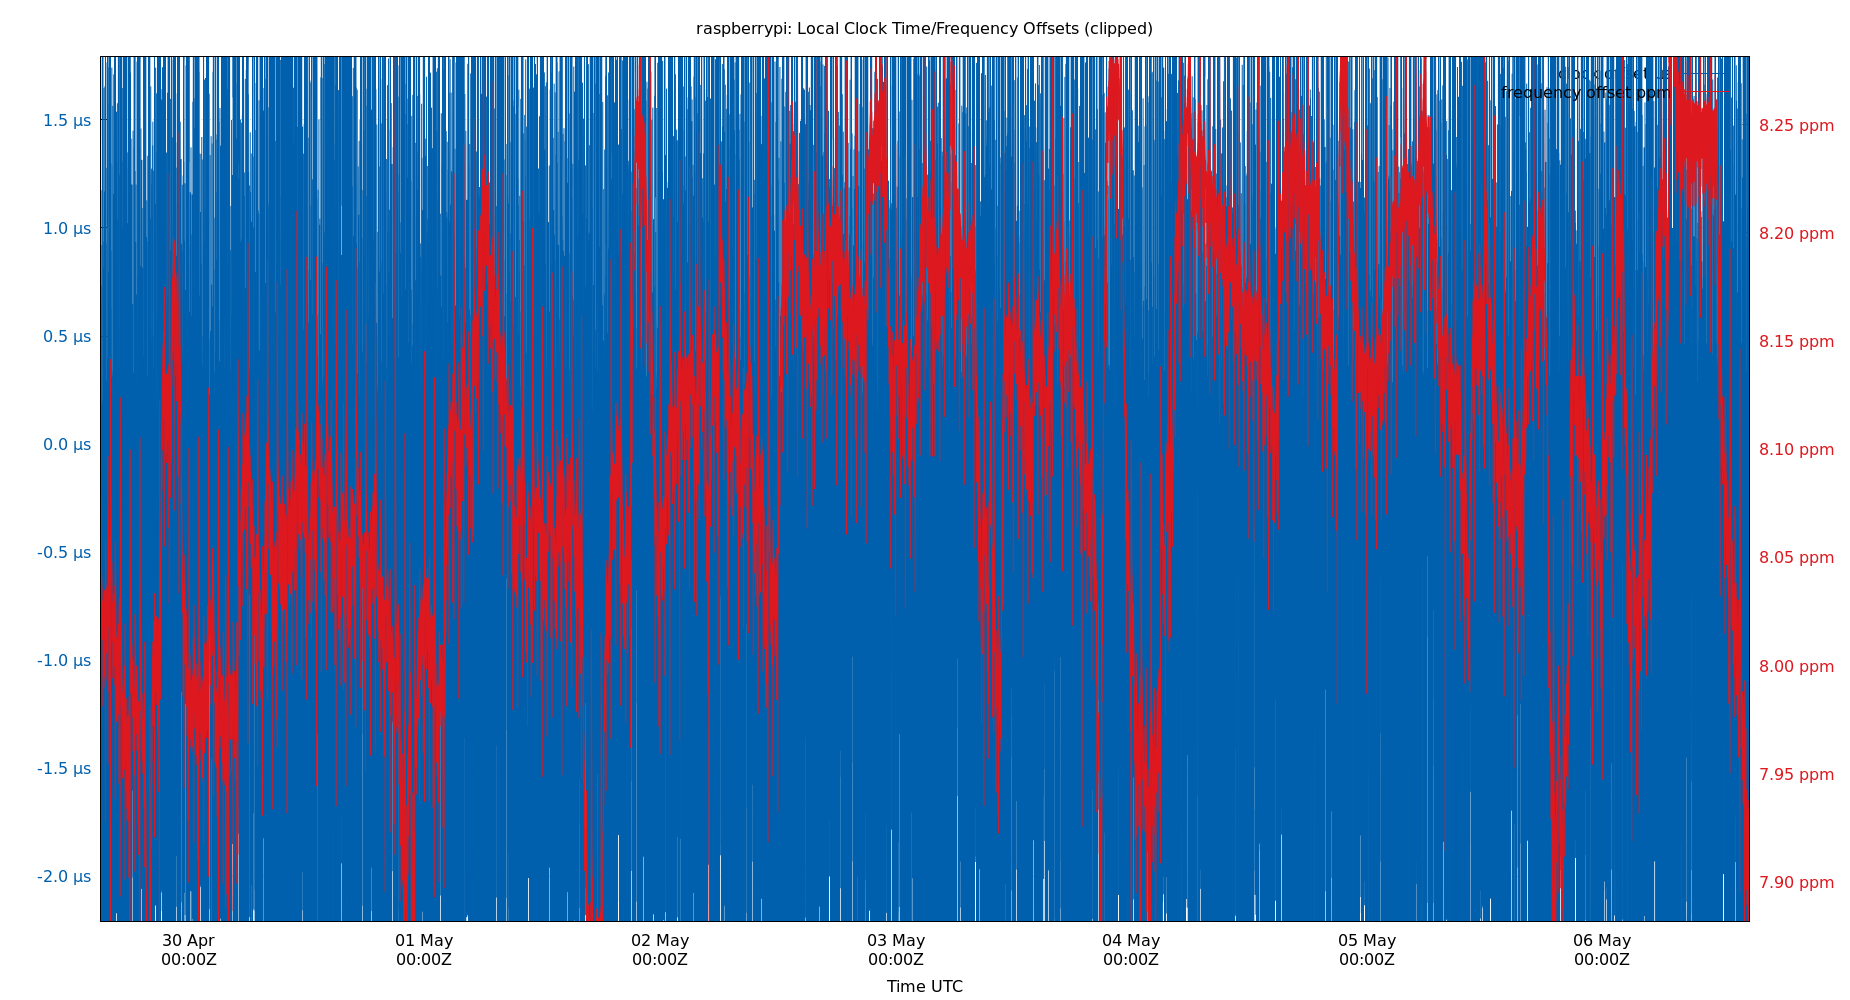 raspberrypi: Local Clock Time/Frequency Offsets (clipped)
clock offset µs
frequency offset ppm
1.5 µs
1.0 µs
0.5 µs
0.0 µs
-0.5 µs
-1.0 µs
-1.5 µs
-2.0 µs
8.25 ppm
8.20 ppm
8.15 ppm
8.10 ppm
8.05 ppm
8.00 ppm
7.95 ppm
7.90 ppm
30 Apr 01 May 02 May 03 May 04 May 05 May 06 May
00:00Z 00:00Z 00:00Z 00:00Z 00:00Z 00:00Z 00:00Z
Time UTC